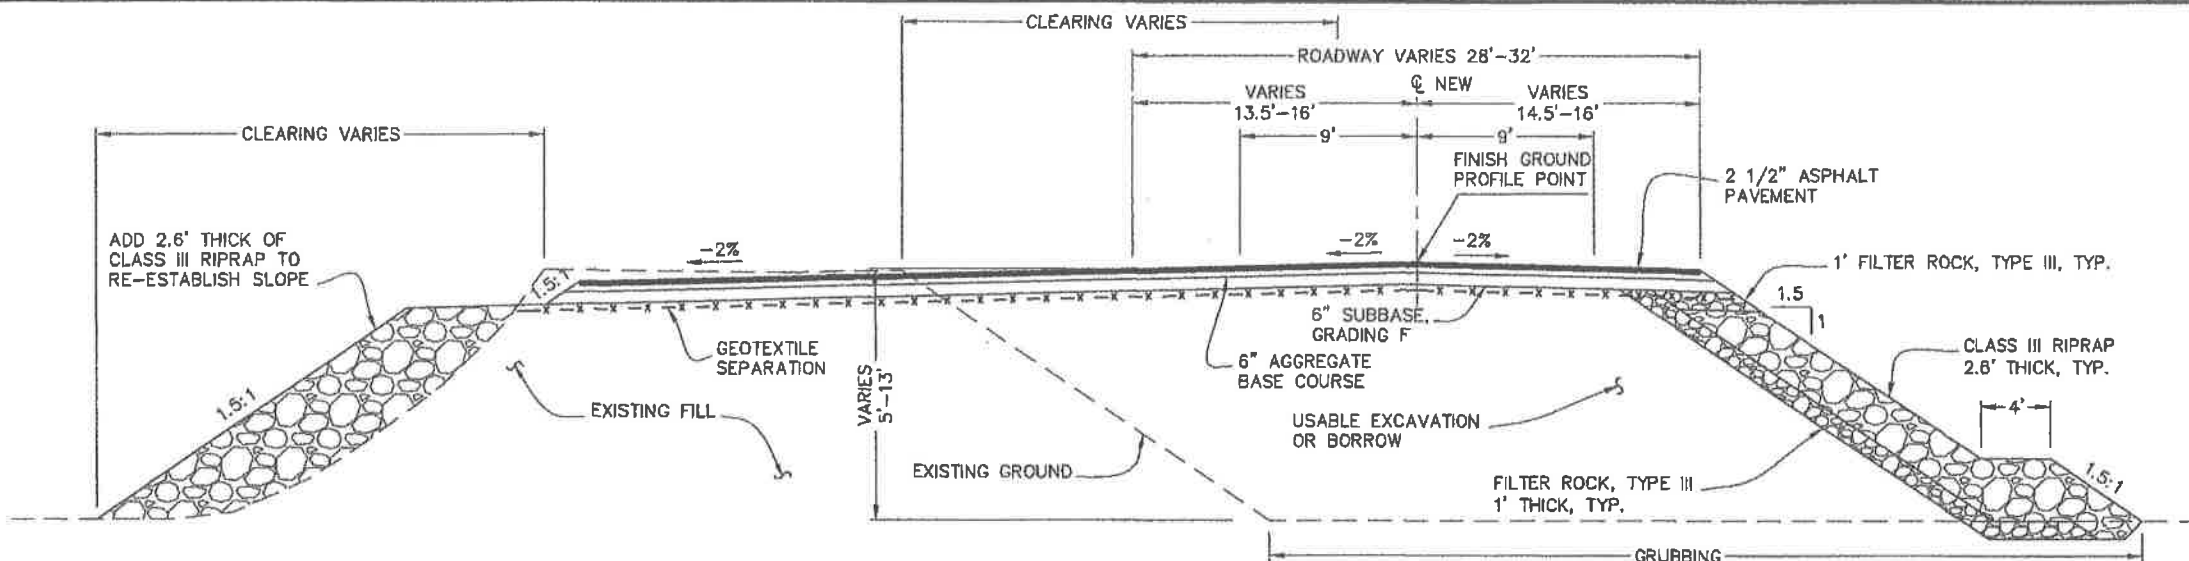 CLEARING VARIES
ROADWAY VARIES 28'-32'
℄ NEW
VARIES
13.5'-16'
VARIES
14.5'-16'
CLEARING VARIES
9'
9'
FINISH GROUND
PROFILE POINT
2 1/2" ASPHALT
PAVEMENT
ADD 2.6' THICK OF
CLASS III RIPRAP TO
RE-ESTABLISH SLOPE
-2%
-2%
-2%
1' FILTER ROCK, TYPE III, TYP.
1.5:1
1.5
1
6" SUBBASE,
GRADING F
GEOTEXTILE
SEPARATION
6" AGGREGATE
BASE COURSE
CLASS III RIPRAP
2.6' THICK, TYP.
VARIES
5'-13'
1.5:1
EXISTING FILL
4'
USABLE EXCAVATION
OR BORROW
EXISTING GROUND
FILTER ROCK, TYPE III
1' THICK, TYP.
1.5:1
GRUBBING